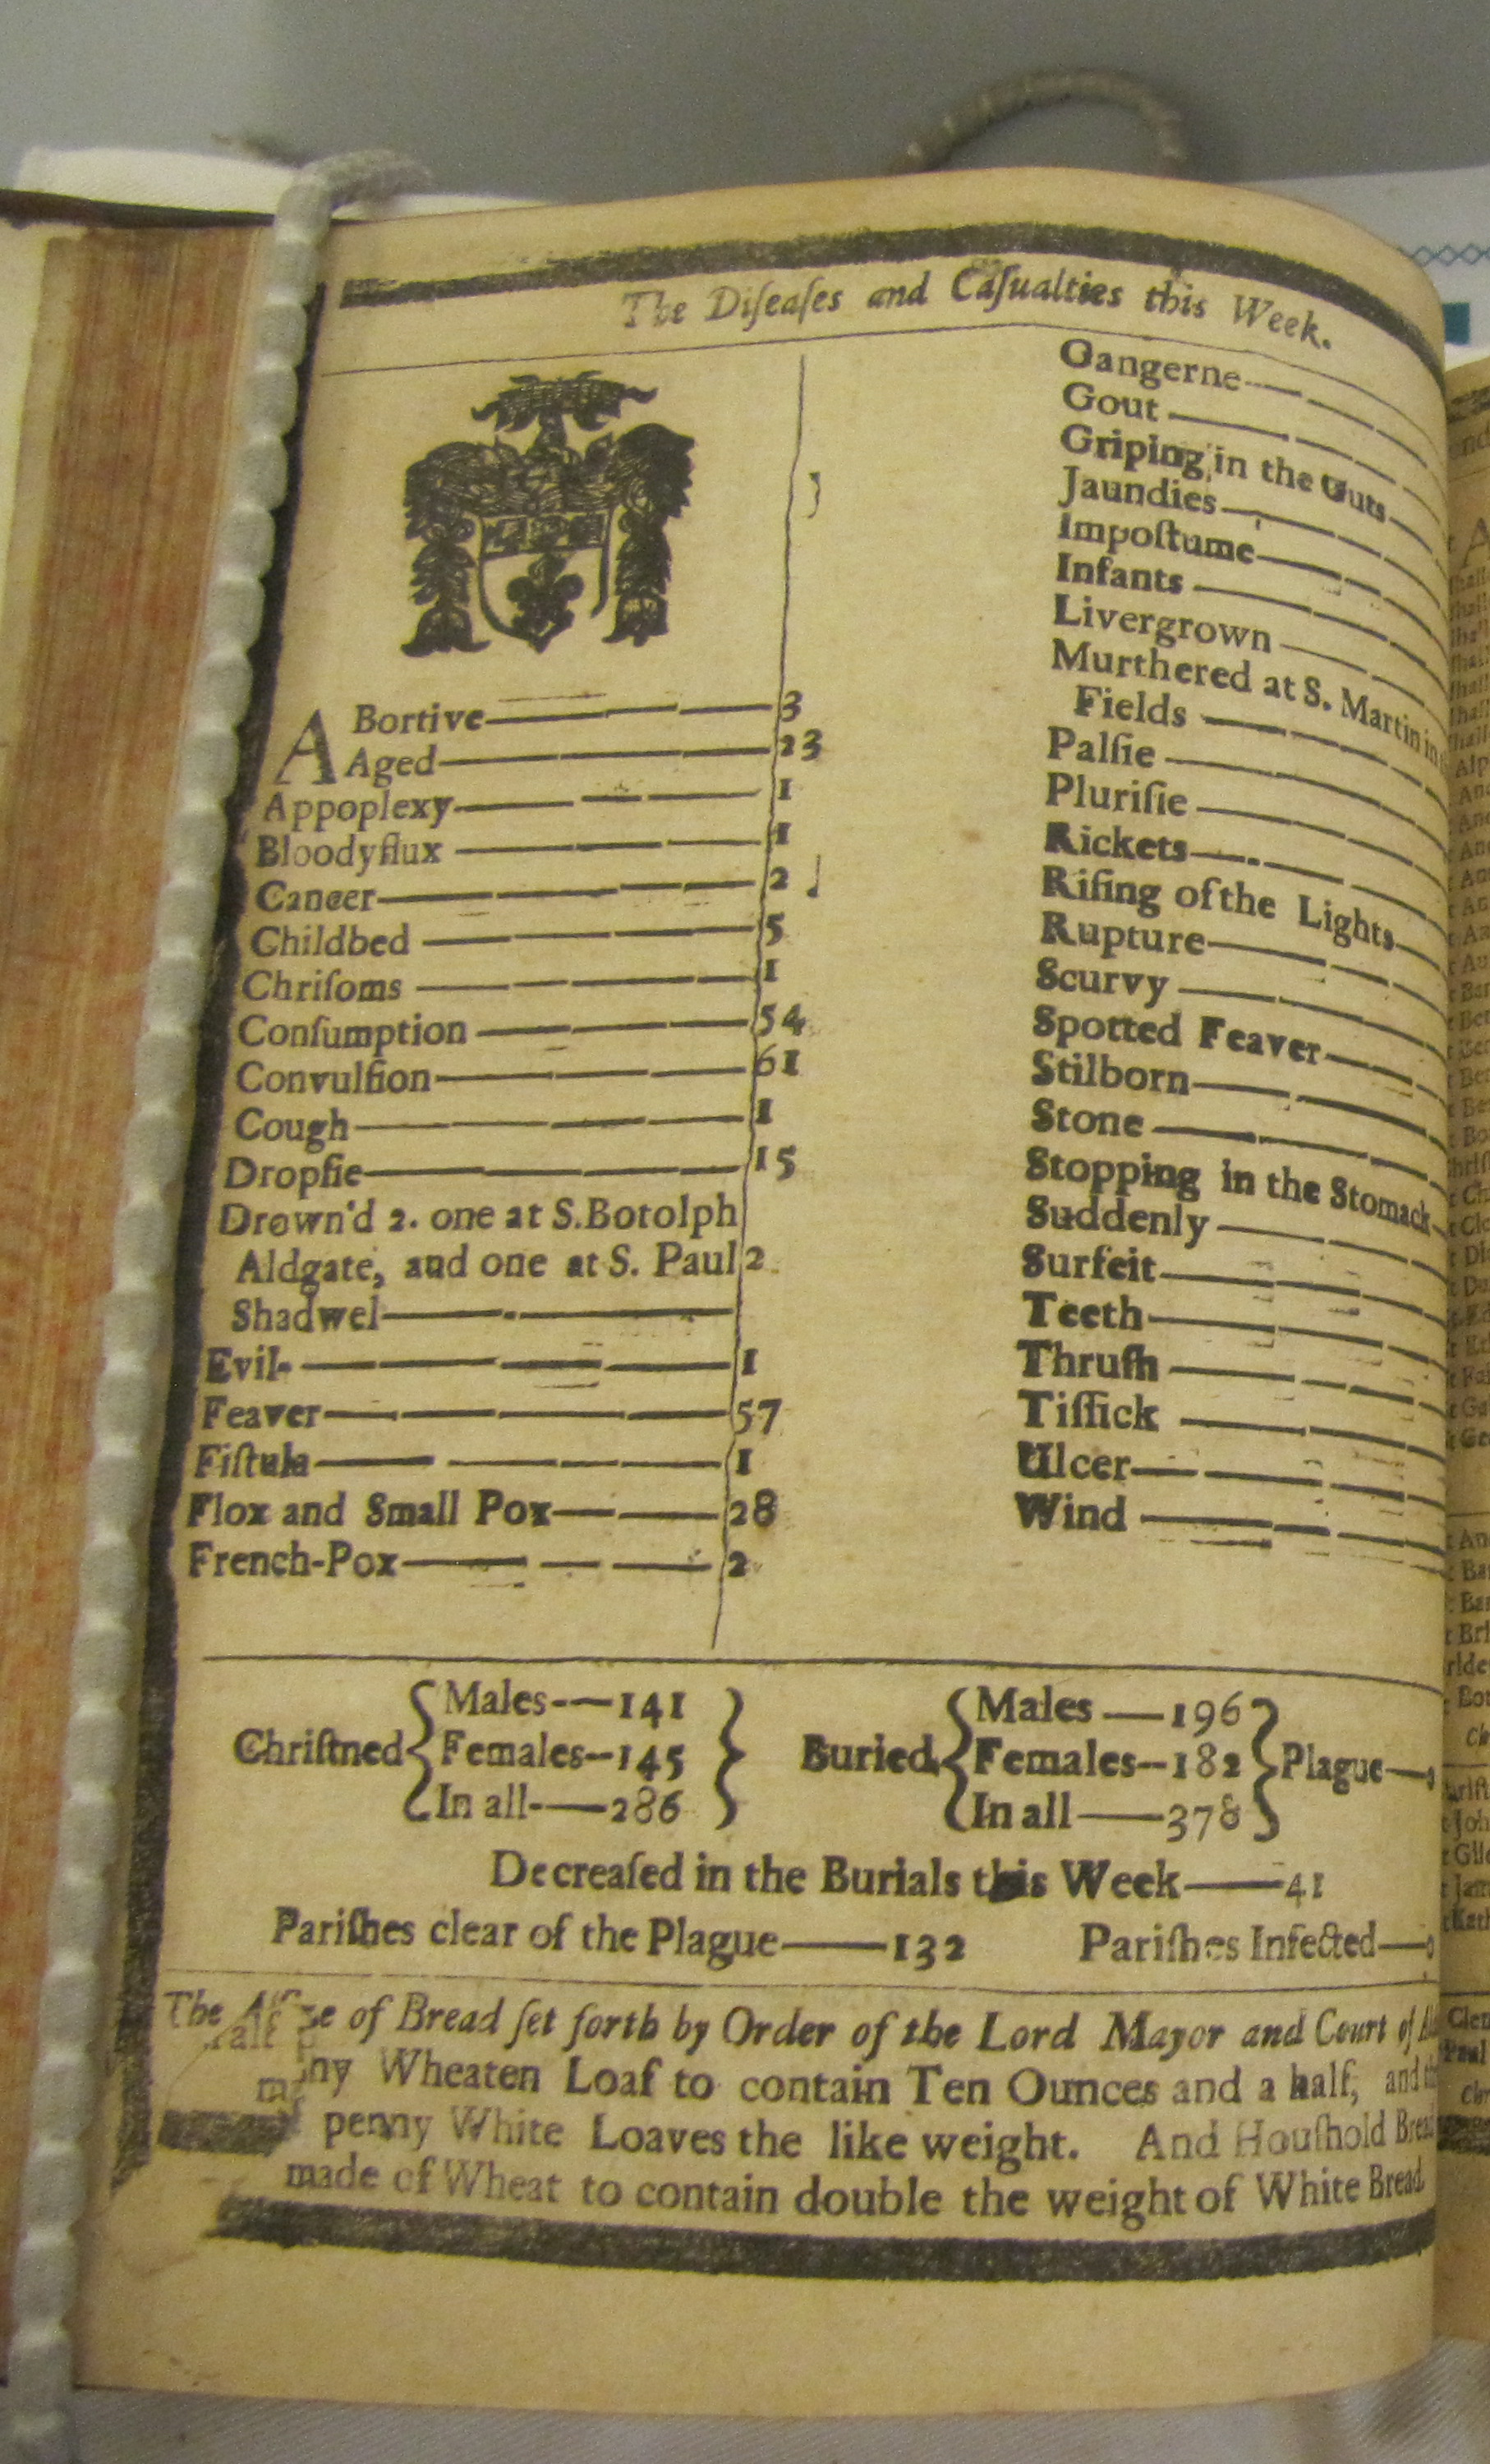 The Diſeaſes and Caſualties this Week.
ABortive 3
Aged 23
Appoplexy 1
Bloodyflux 1
Cancer 2
Childbed 5
Chriſoms 1
Conſumption 54
Convulſion 61
Cough 1
Dropſie 15
Drown'd 2. one at S. Botolph
Aldgate, and one at S. Paul 2
Shadwel
Evil 1
Feaver 57
Fiſtula 1
Flox and Small Pox 28
French-Pox 2
Gangerne
Gout
Griping in the Guts
Jaundies
Impoſtume
Infants
Livergrown
Murthered at S. Martin in
Fields
Palſie
Pluriſie
Rickets
Riſing of the Lights
Rupture
Scurvy
Spotted Feaver
Stilborn
Stone
Stopping in the Stomack
Suddenly
Surfeit
Teeth
Thruſh
Tiſſick
Ulcer
Wind
Chriſtned Males 141 Females 145 In all 286
Buried Males 196 Females 182 In all 378 Plague
Decreaſed in the Burials this Week 41
Pariſhes clear of the Plague 132 Pariſhes Infected
The of Bread ſet forth by Order of the Lord Mayor and Court of
Wheaten Loaf to contain Ten Ounces and a half, and
penny White Loaves the like weight. And Houſhold
made of Wheat to contain double the weight of White Bread